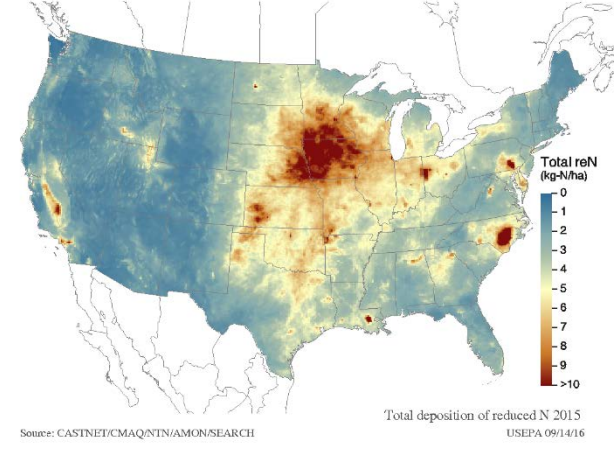 Total reN
(kg-N/ha)
0
1
2
3
4
5
6
7
8
9
>10
Total deposition of reduced N 2015
Source: CASTNET/CMAQ/NTN/AMON/SEARCH
USEPA 09/14/16